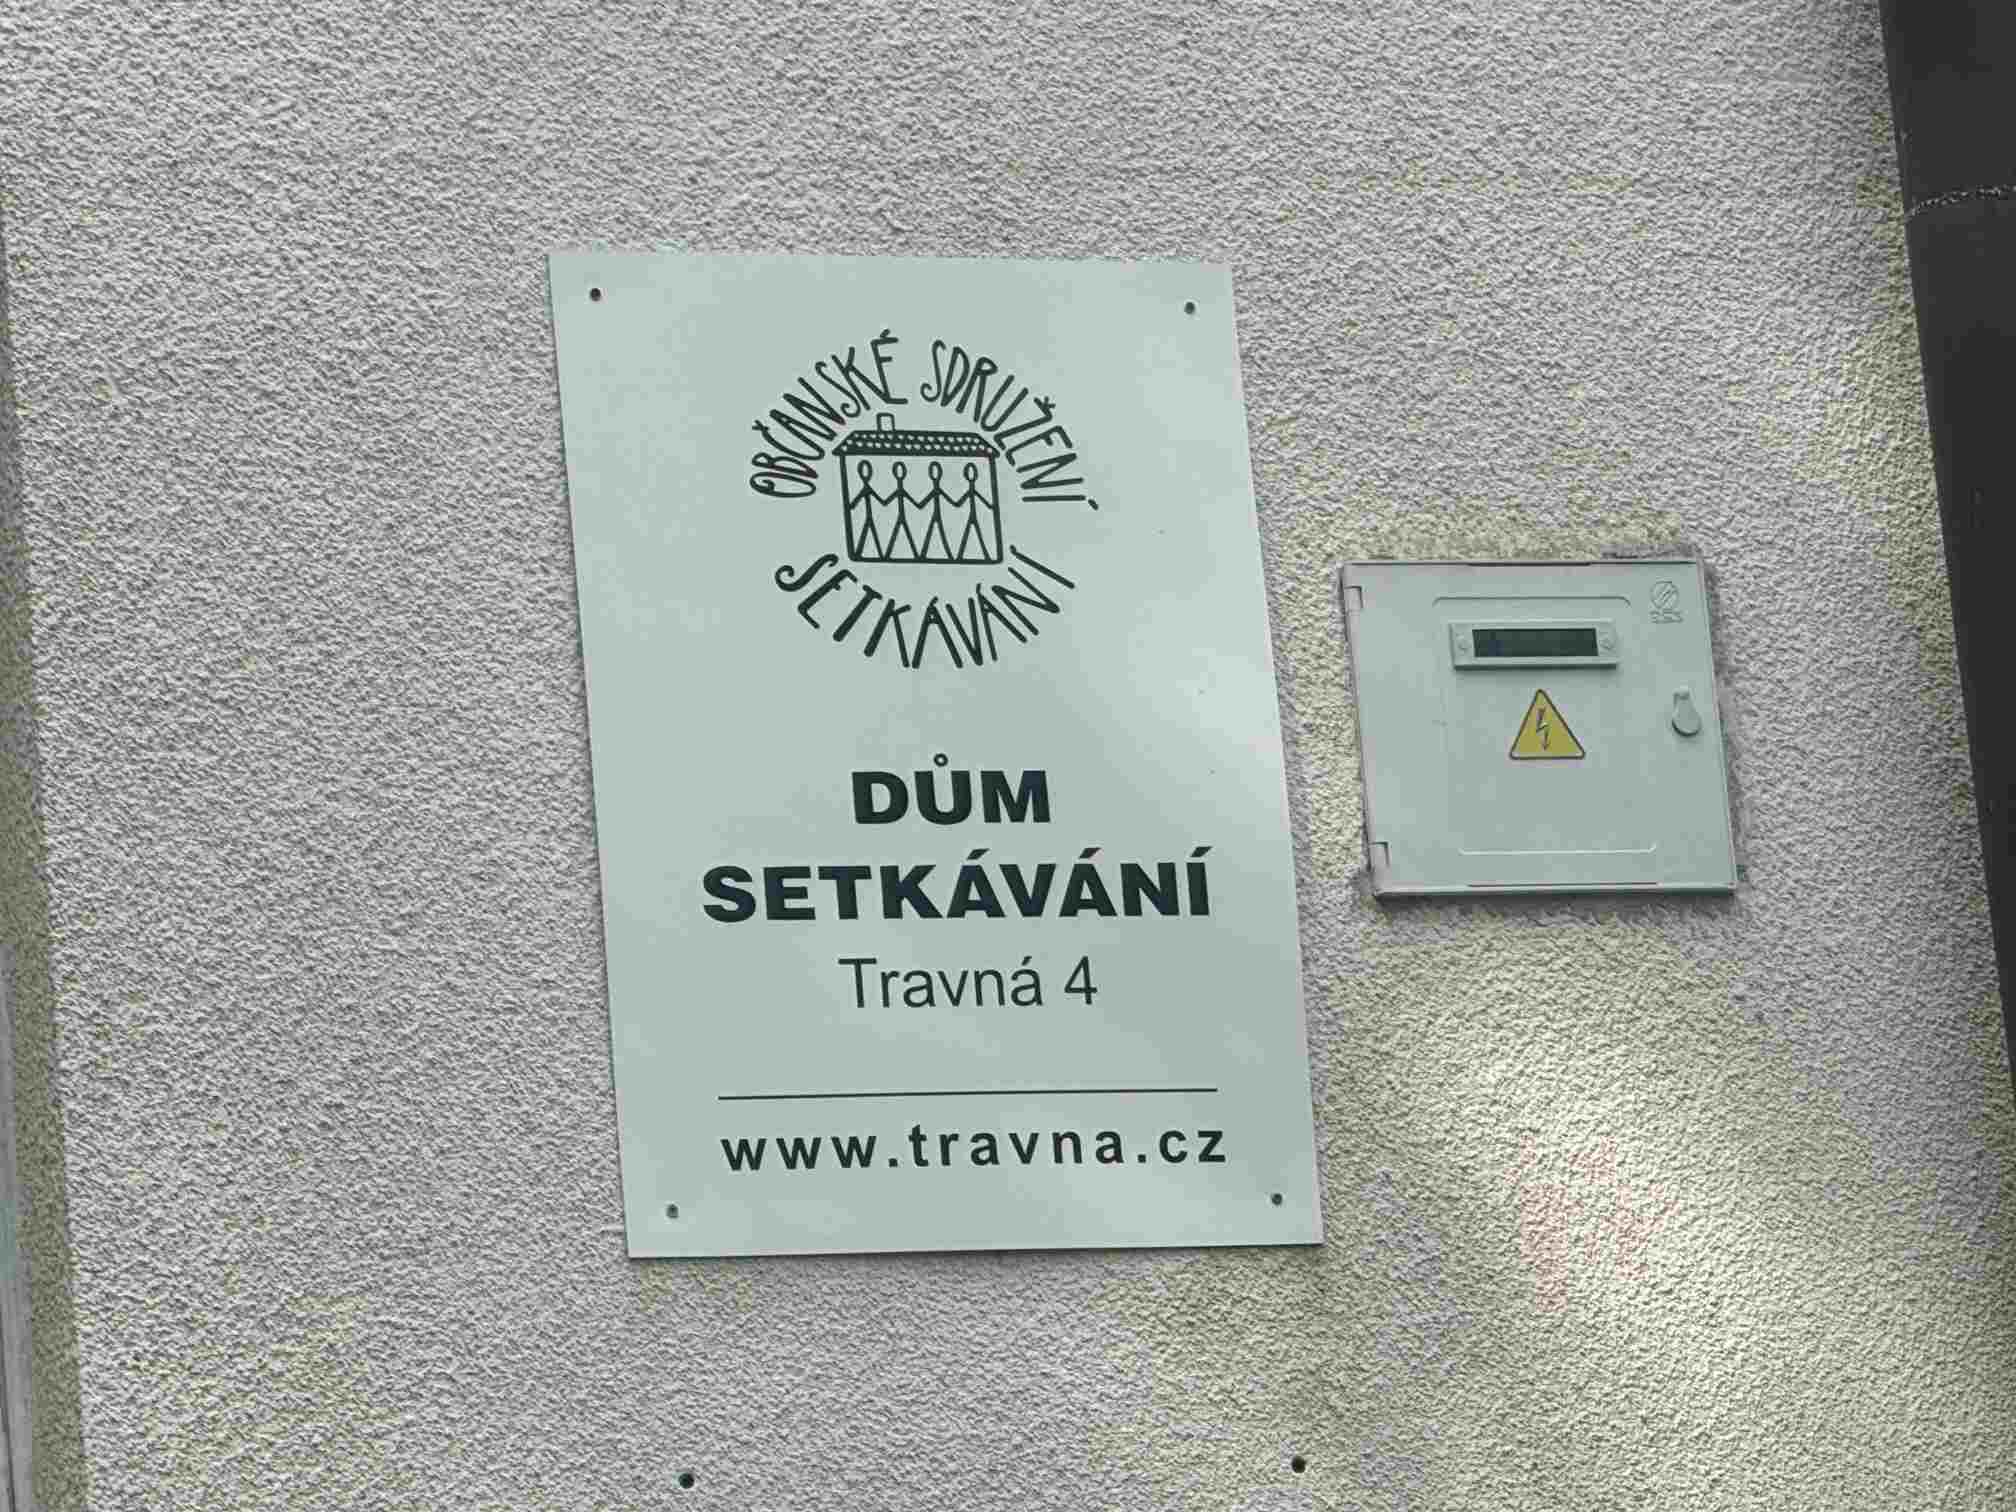 OBČANSKÉ SDRUŽENÍ
SETKÁVÁNÍ
DŮM
SETKÁVÁNÍ
Travná 4
www.travna.cz